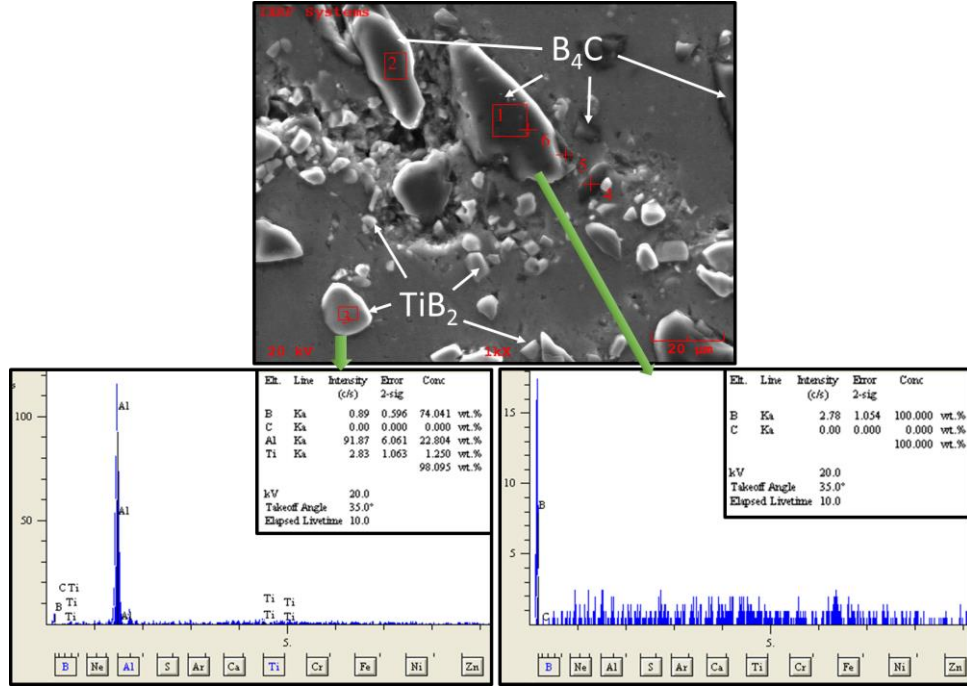 B₄C
2
1
6
5
4
3
TiB₂
20 kV
1kX
20 µm
Elt. Line Intensity (c/s) Error 2-sig Conc
B Ka 0.89 0.596 74.041 wt.%
C Ka 0.00 0.000 0.000 wt.%
Al Ka 91.87 6.061 22.804 wt.%
Ti Ka 2.83 1.063 1.250 wt.%
98.095 wt.%
kV 20.0
Takeoff Angle 35.0°
Elapsed Livetime 10.0
100
50
Al
Al
Al
C Ti
B Ti
Ti
Ti
Ti
Ti
5.
B Ne Al S Ar Ca Ti Cr Fe Ni Zn
Elt. Line Intensity (c/s) Error 2-sig Conc
B Ka 2.78 1.054 100.000 wt.%
C Ka 0.00 0.000 0.000 wt.%
100.000 wt.%
kV 20.0
Takeoff Angle 35.0°
Elapsed Livetime 10.0
15
10
5
B
C
5.
B Ne Al S Ar Ca Ti Cr Fe Ni Zn